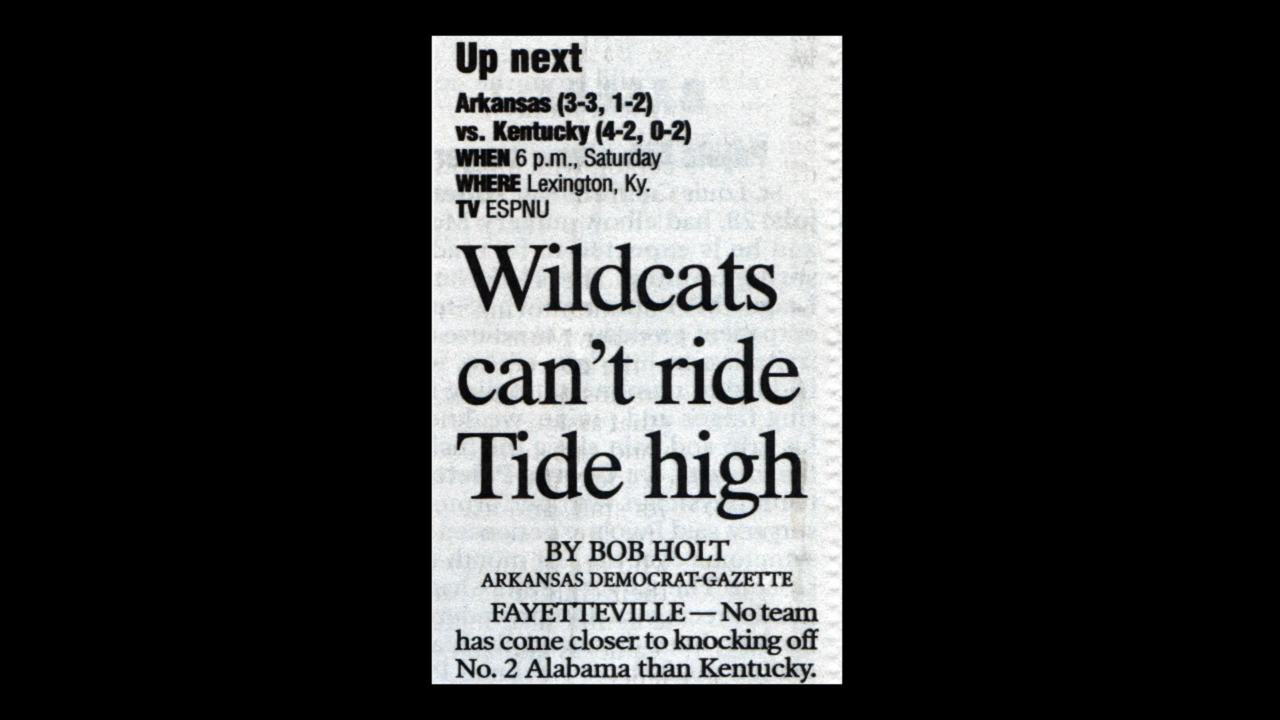 Up next
Arkansas (3-3, 1-2)
vs. Kentucky (4-2, 0-2)
WHEN 6 p.m., Saturday
WHERE Lexington, Ky.
TV ESPNU
Wildcats
can’t ride
Tide high
BY BOB HOLT
ARKANSAS DEMOCRAT-GAZETTE
FAYETTEVILLE — No team
has come closer to knocking off
No. 2 Alabama than Kentucky.